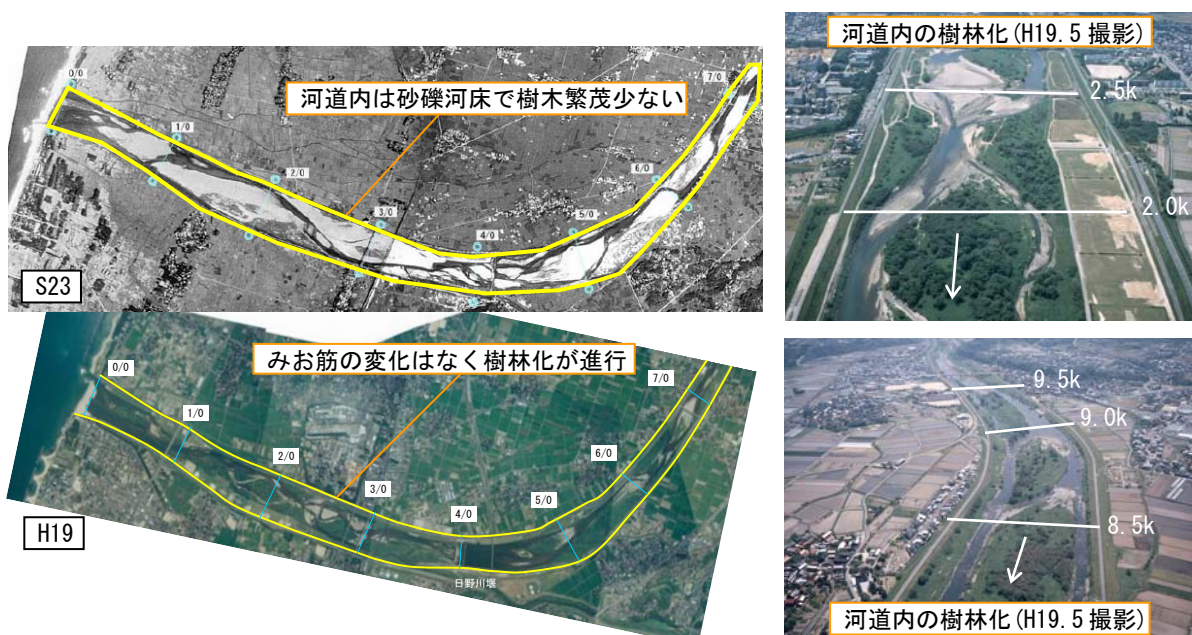 0/0
1/0
2/0
3/0
4/0
5/0
6/0
7/0
河道内は砂礫河床で樹木繁茂少ない
S23
みお筋の変化はなく樹林化が進行
0/0
1/0
2/0
3/0
4/0
5/0
6/0
7/0
日野川堰
H19
河道内の樹林化(H19.5撮影)
2.5k
2.0k
9.5k
9.0k
8.5k
河道内の樹林化(H19.5撮影)